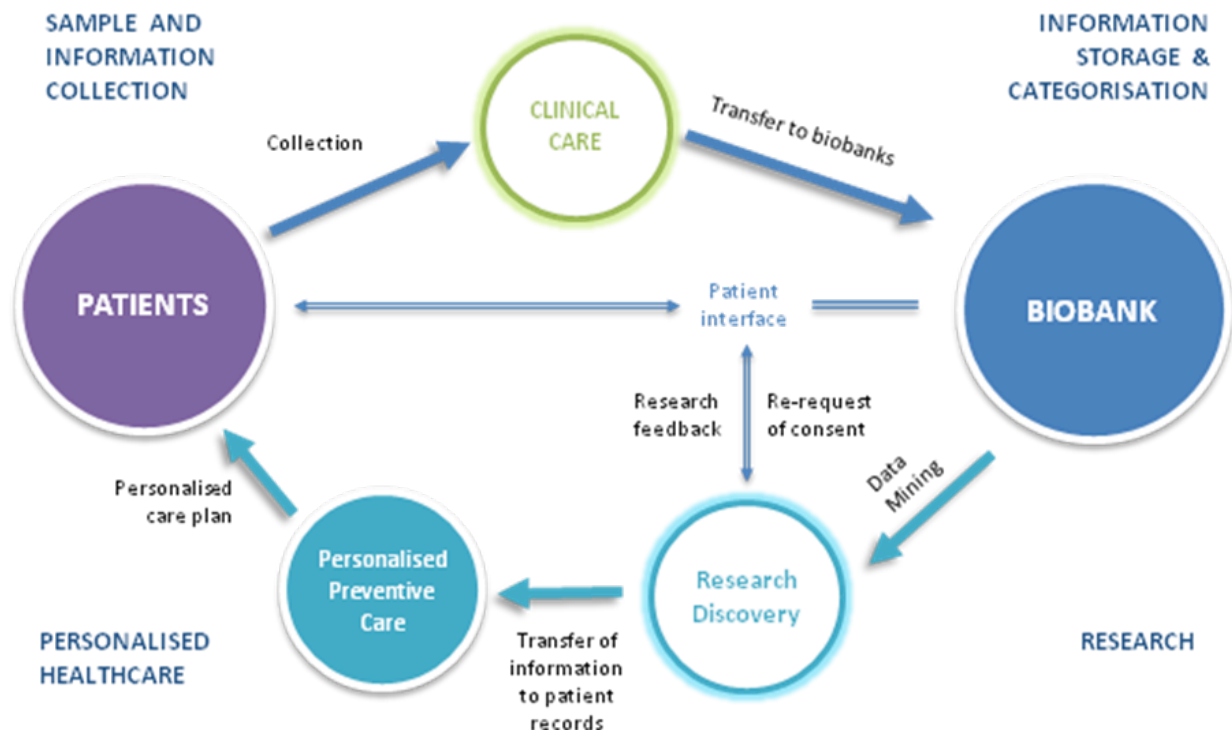 SAMPLE AND
INFORMATION
COLLECTION
INFORMATION
STORAGE &
CATEGORISATION
CLINICAL
CARE
Collection
Transfer to biobanks
PATIENTS
Patient
interface
BIOBANK
Research
feedback
Re-request
of consent
Data
Mining
Personalised
care plan
Personalised
Preventive
Care
Research
Discovery
Transfer of
information
to patient
records
PERSONALISED
HEALTHCARE
RESEARCH